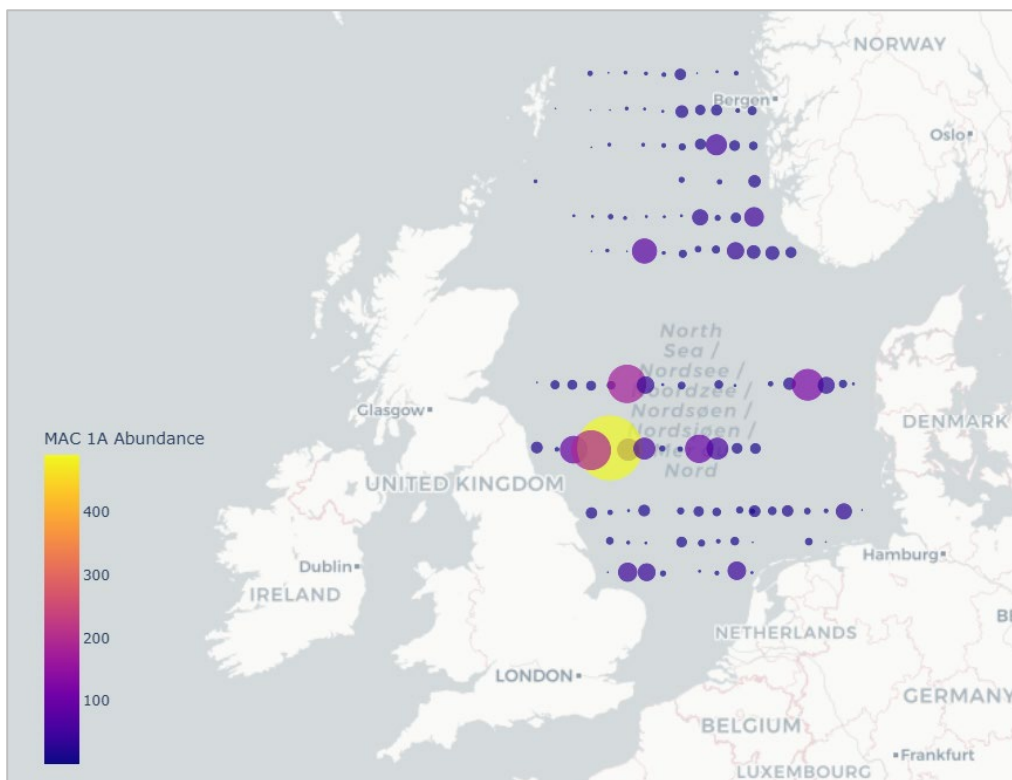 NORWAY
Bergen
Oslo
North
Sea /
Nordsee /
Noordzee /
Nordsøen /
Nordsjøen /
Nord
Glasgow
DENMARK
MAC 1A Abundance
UNITED KINGDOM
400
300
200
100
Dublin
IRELAND
Hamburg
NETHERLANDS
LONDON
BELGIUM
GERMANY
Frankfurt
LUXEMBOURG